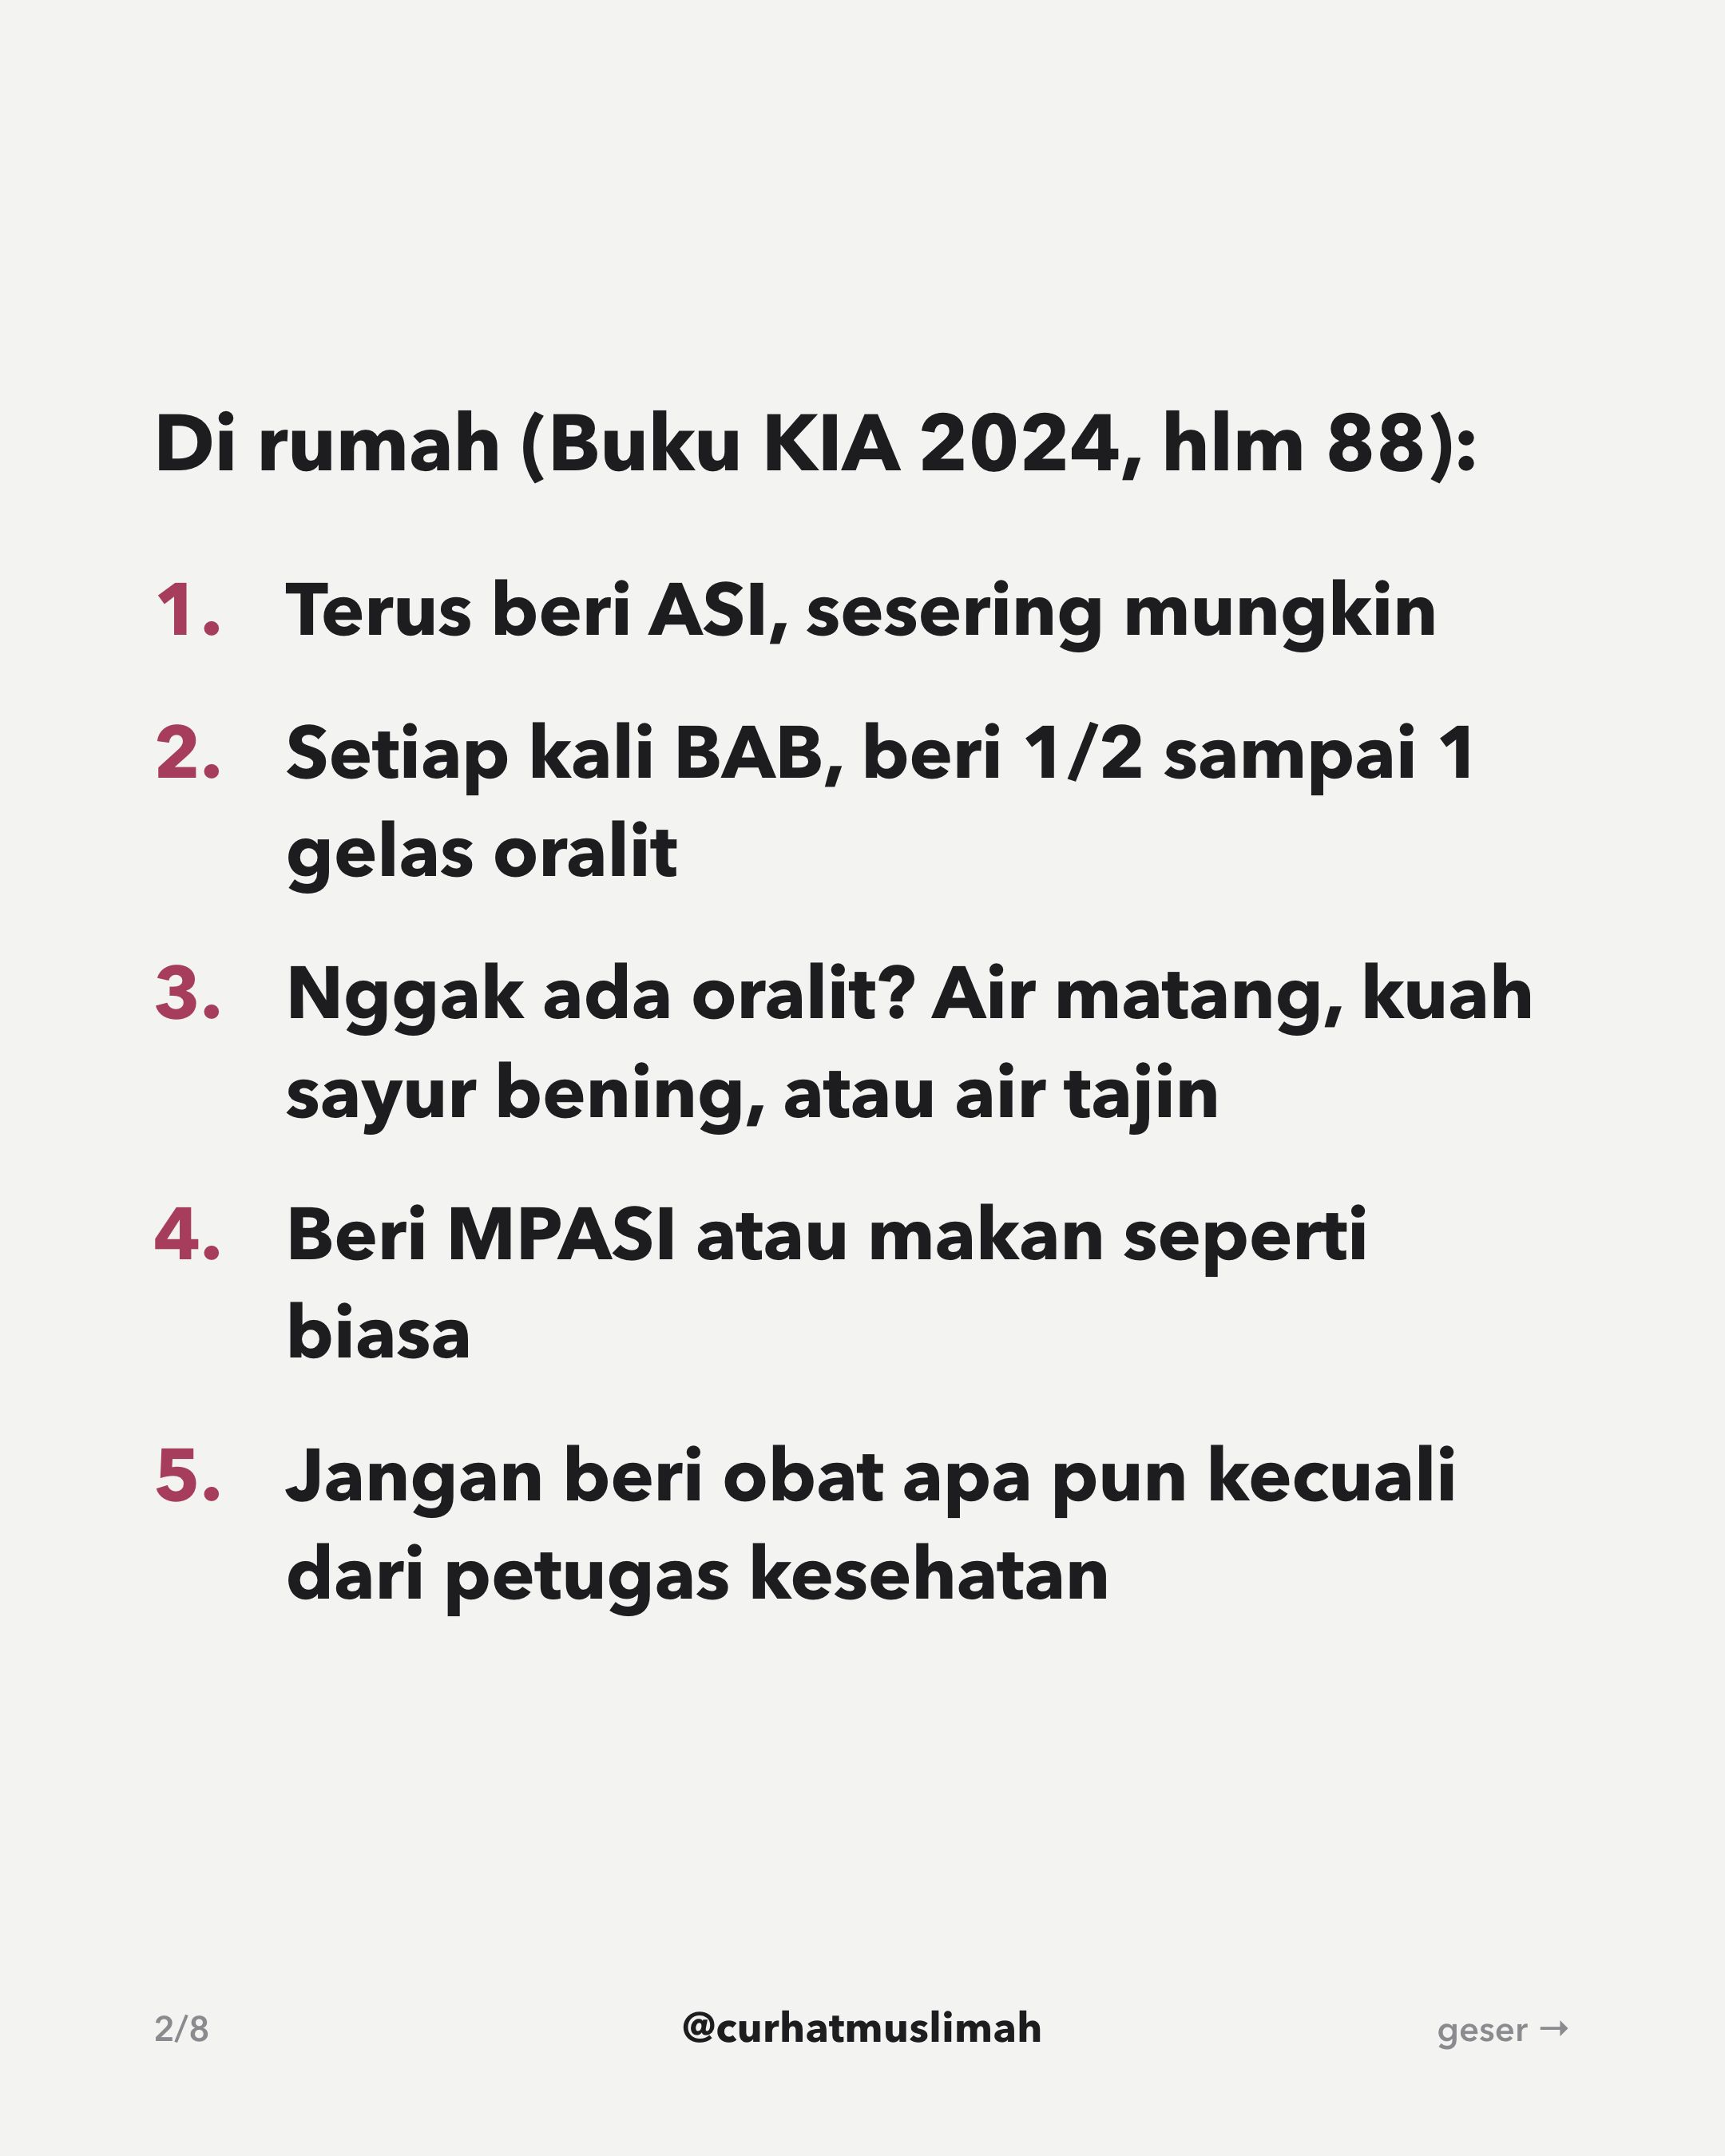 Di rumah (Buku KIA 2024, hlm 88):
1. Terus beri ASI, sesering mungkin
2. Setiap kali BAB, beri 1/2 sampai 1
gelas oralit
3. Nggak ada oralit? Air matang, kuah
sayur bening, atau air tajin
4. Beri MPASI atau makan seperti
biasa
5. Jangan beri obat apa pun kecuali
dari petugas kesehatan
2/8 @curhatmuslimah geser →